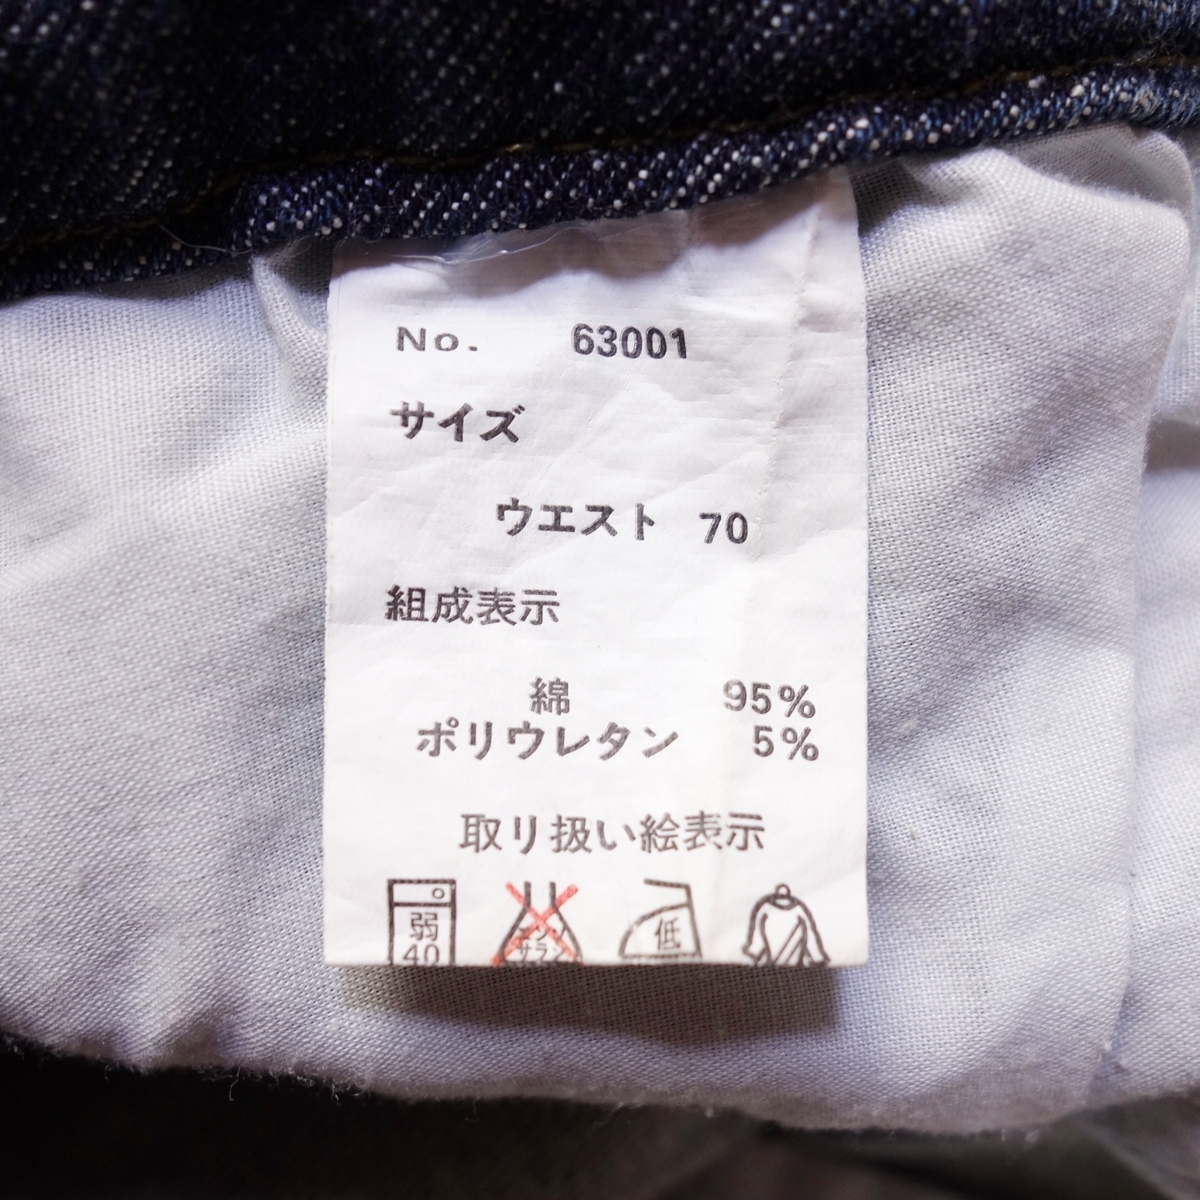 No. 63001
サイズ
ウエスト 70
組成表示
綿 95%
ポリウレタン 5%
取り扱い絵表示
弱 低
40